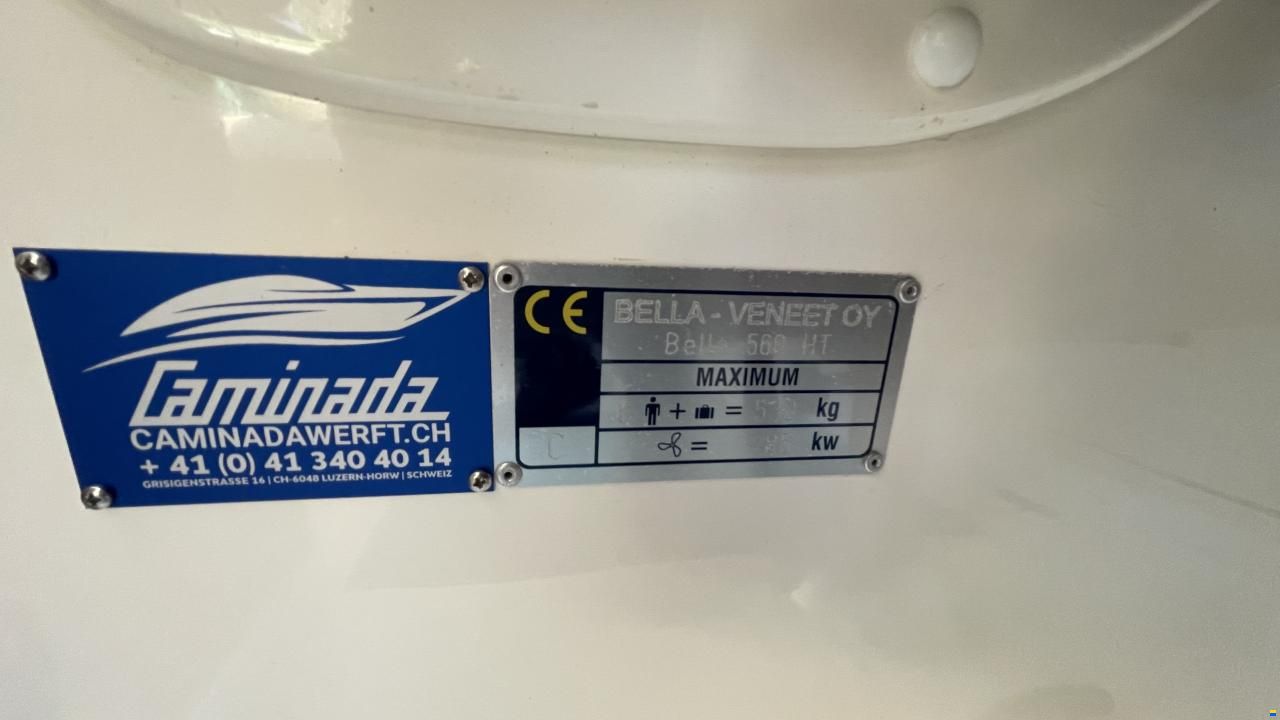 Caminada
CAMINADAWERFT.CH
+ 41 (0) 41 340 40 14
GRISIGENSTRASSE 16 | CH-6048 LUZERN-HORW | SCHWEIZ
CE
BELLA - VENEET OY
HT
MAXIMUM
+ = kg
C
= kw